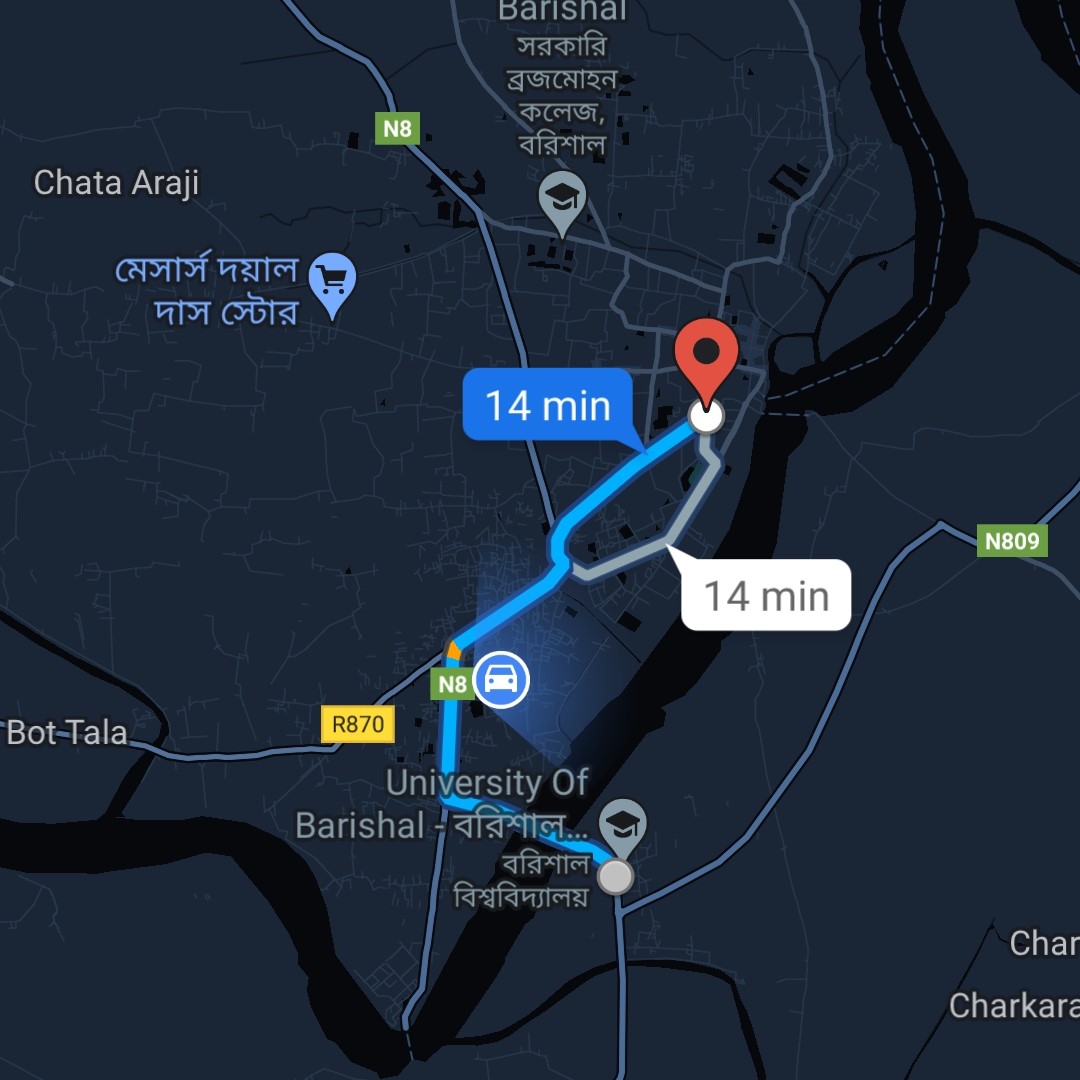 Barishal
সরকারি
ব্রজমোহন
কলেজ,
বরিশাল
N8
Chata Araji
মেসার্স দয়াল
দাস স্টোর
14 min
N809
14 min
N8
R870
Bot Tala
University Of
Barishal - বরিশাল...
বরিশাল
বিশ্ববিদ্যালয়
Char
Charkara